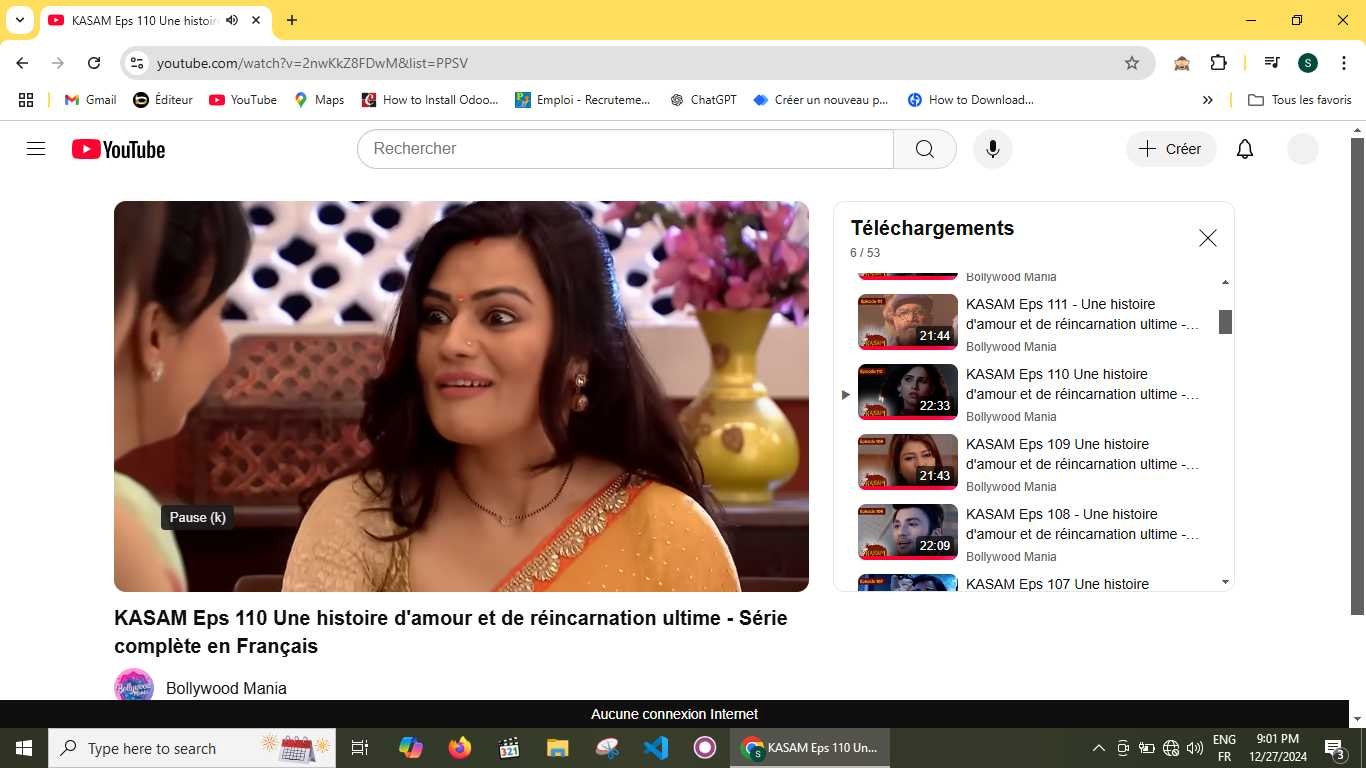 KASAM Eps 110 Une histoir
youtube.com/watch?v=2nwKkZ8FDwM&list=PPSV
S
Gmail
Éditeur
YouTube
Maps
How to Install Odoo...
Emploi - Recruteme...
ChatGPT
Créer un nouveau p...
How to Download...
Tous les favoris
YouTube
Rechercher
Créer
Téléchargements
6 / 53
Bollywood Mania
KASAM Eps 111 - Une histoire
d'amour et de réincarnation ultime -...
21:44
Bollywood Mania
KASAM Eps 110 Une histoire
d'amour et de réincarnation ultime -...
22:33
Bollywood Mania
KASAM Eps 109 Une histoire
d'amour et de réincarnation ultime -...
21:43
Bollywood Mania
KASAM Eps 108 - Une histoire
d'amour et de réincarnation ultime -...
22:09
Bollywood Mania
KASAM Eps 107 Une histoire
Pause (k)
KASAM Eps 110 Une histoire d'amour et de réincarnation ultime - Série
complète en Français
Bollywood Mania
Aucune connexion Internet
Type here to search
KASAM Eps 110 Un...
ENG
FR
9:01 PM
12/27/2024
3